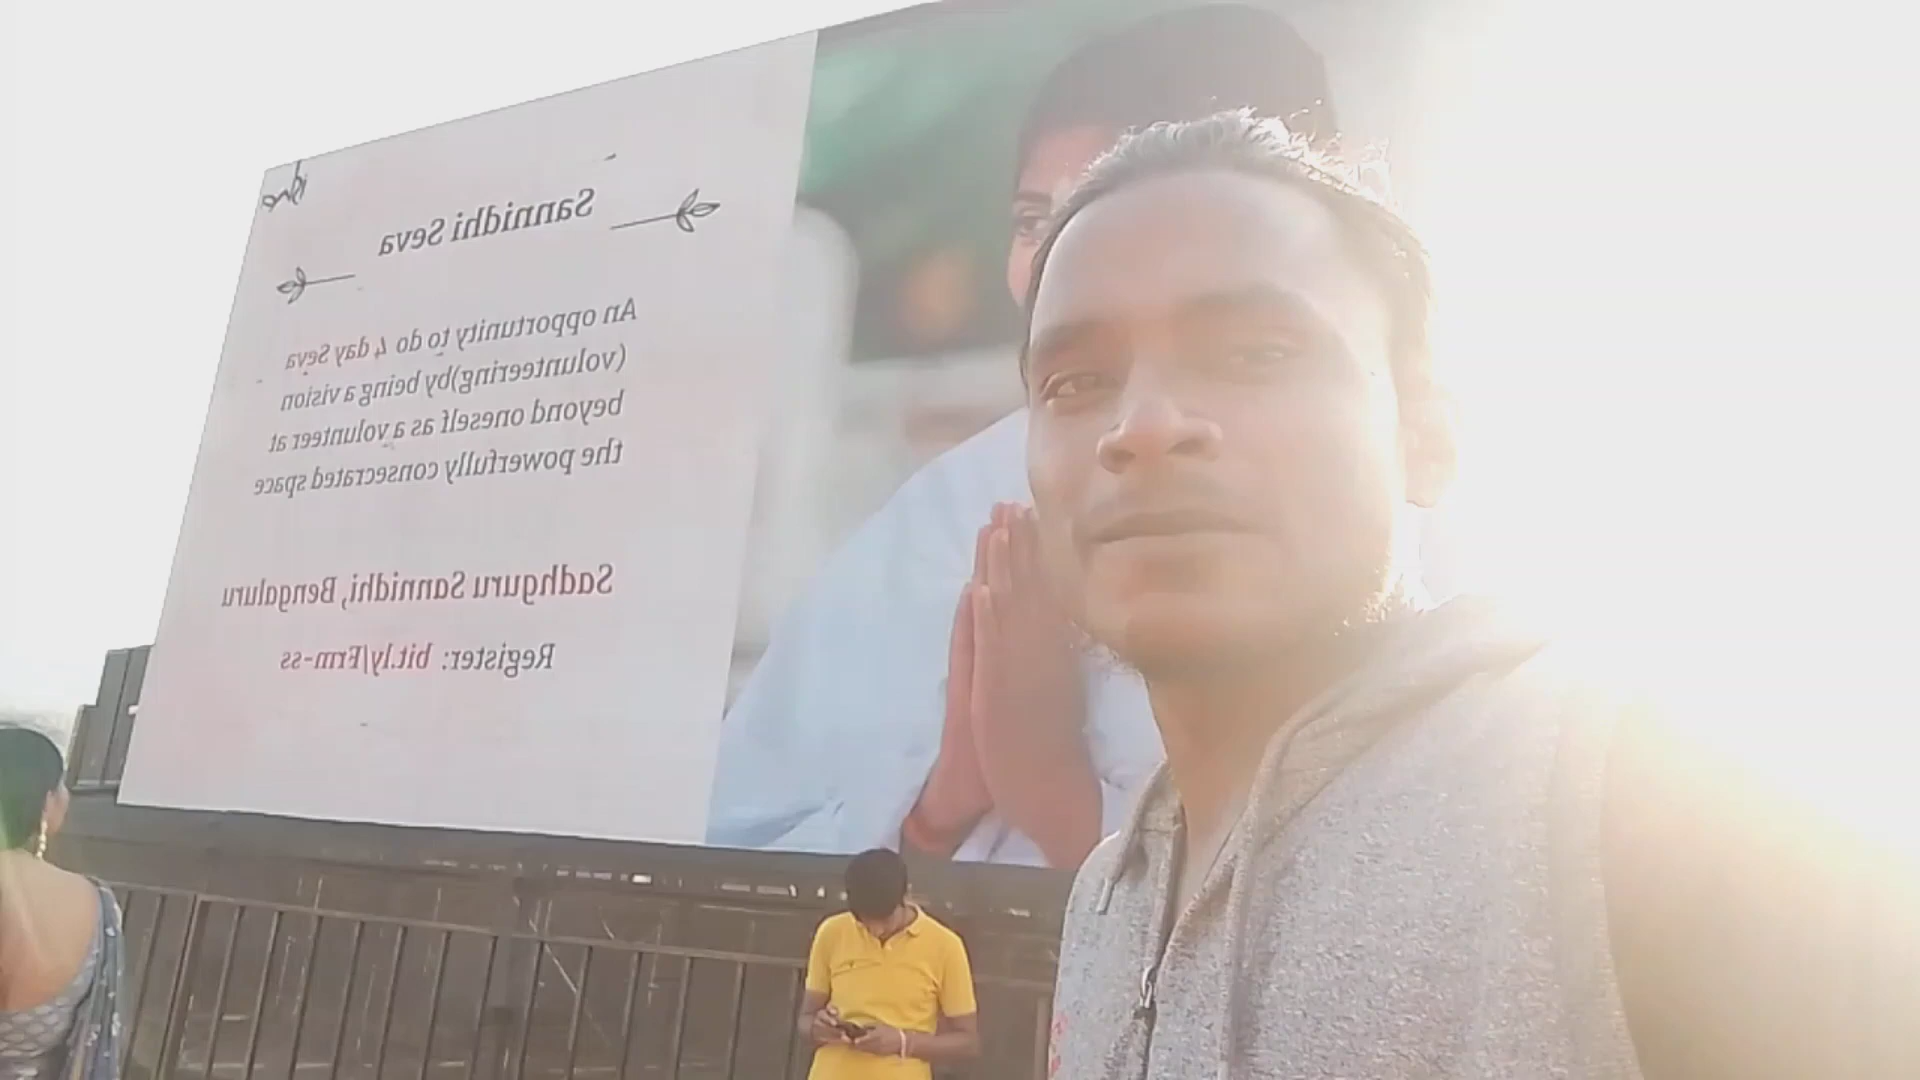 Sannidhi Seva
An opportunity to do 4 day Seva
(volunteering)by being a vision
beyond oneself as a volunteer at
the powerfully consecrated space
Sadhguru Sannidhi, Bengaluru
Register: bit.ly/Frm-ss